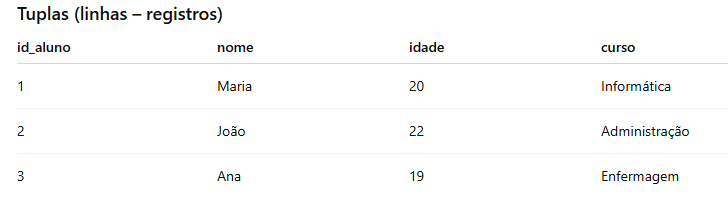 Tuplas (linhas – registros)
id_aluno nome idade curso
1 Maria 20 Informática
2 João 22 Administração
3 Ana 19 Enfermagem